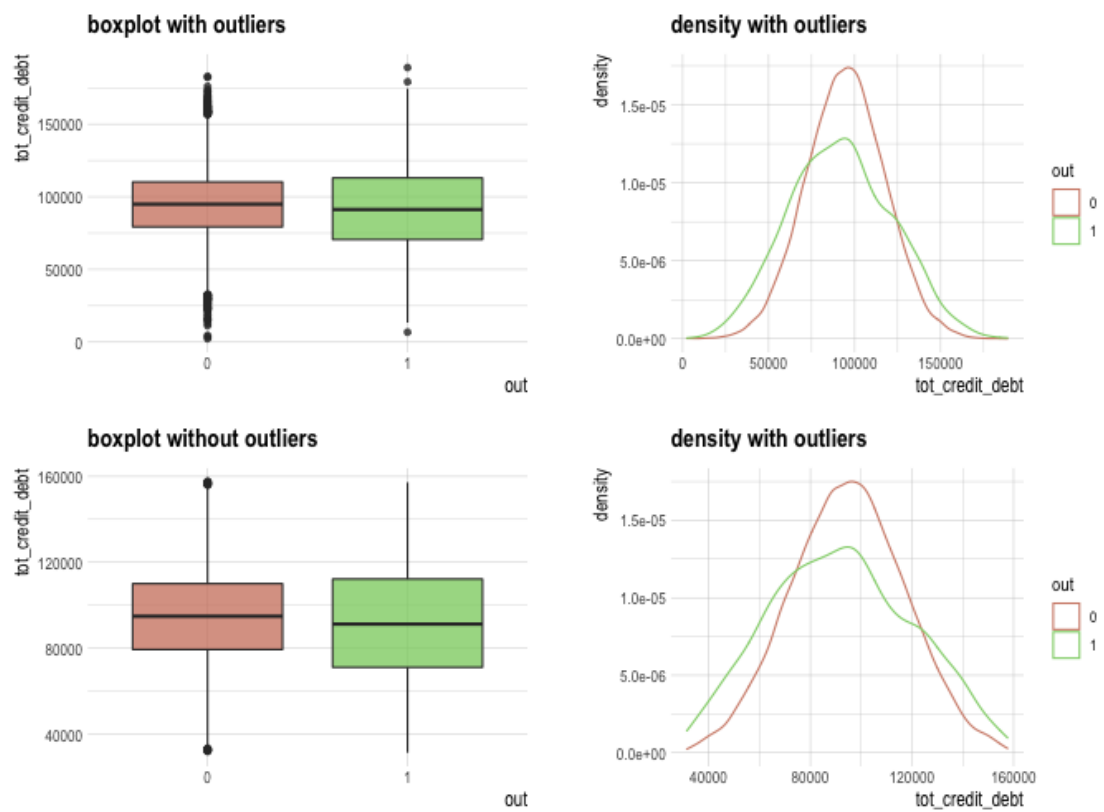 boxplot with outliers
tot_credit_debt
150000
100000
50000
0
0
1
out
density with outliers
density
1.5e-05
1.0e-05
5.0e-06
0.0e+00
0
50000
100000
150000
tot_credit_debt
out
0
1
boxplot without outliers
tot_credit_debt
160000
120000
80000
40000
0
1
out
density with outliers
density
1.5e-05
1.0e-05
5.0e-06
0.0e+00
40000
80000
120000
160000
tot_credit_debt
out
0
1